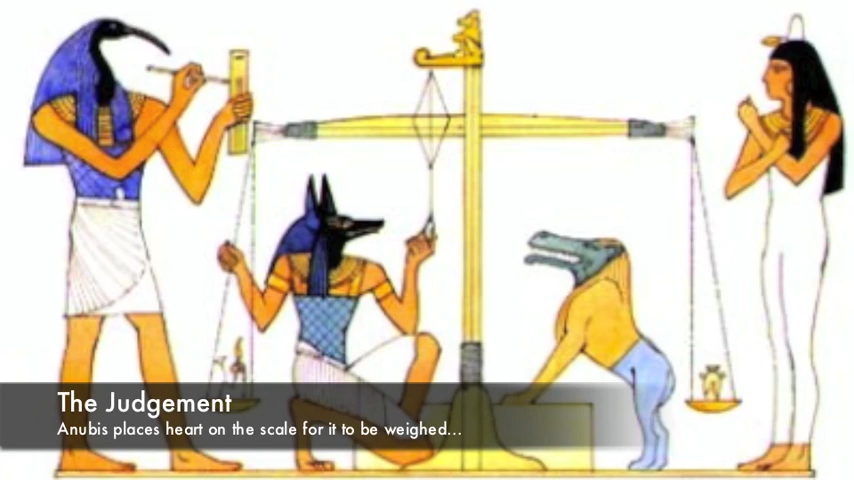 The Judgement
Anubis places heart on the scale for it to be weighed...